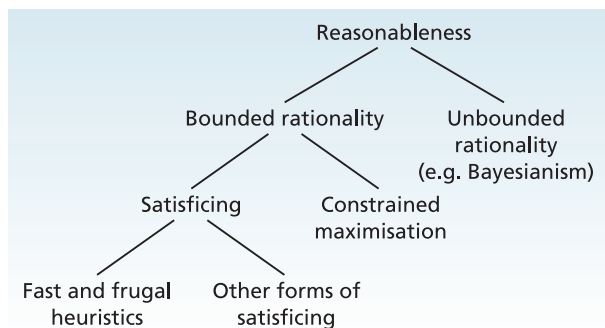 Reasonableness
Bounded rationality
Unbounded
rationality
(e.g. Bayesianism)
Satisficing
Constrained
maximisation
Fast and frugal
heuristics
Other forms of
satisficing